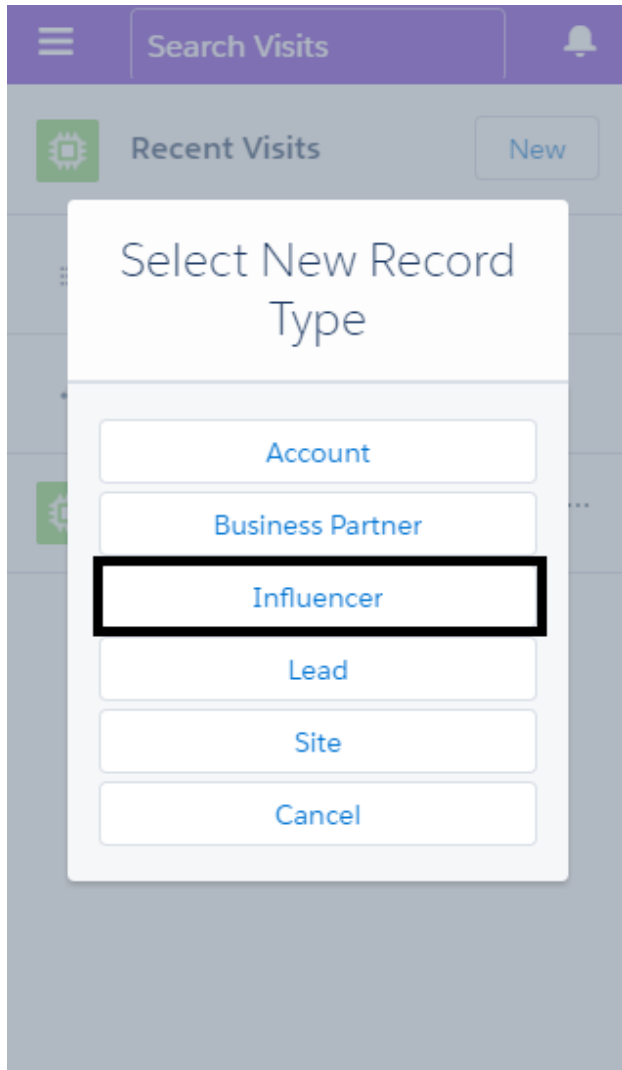 Search Visits
Recent Visits
New
Select New Record
Type
...
Account
Business Partner
Influencer
Lead
Site
Cancel